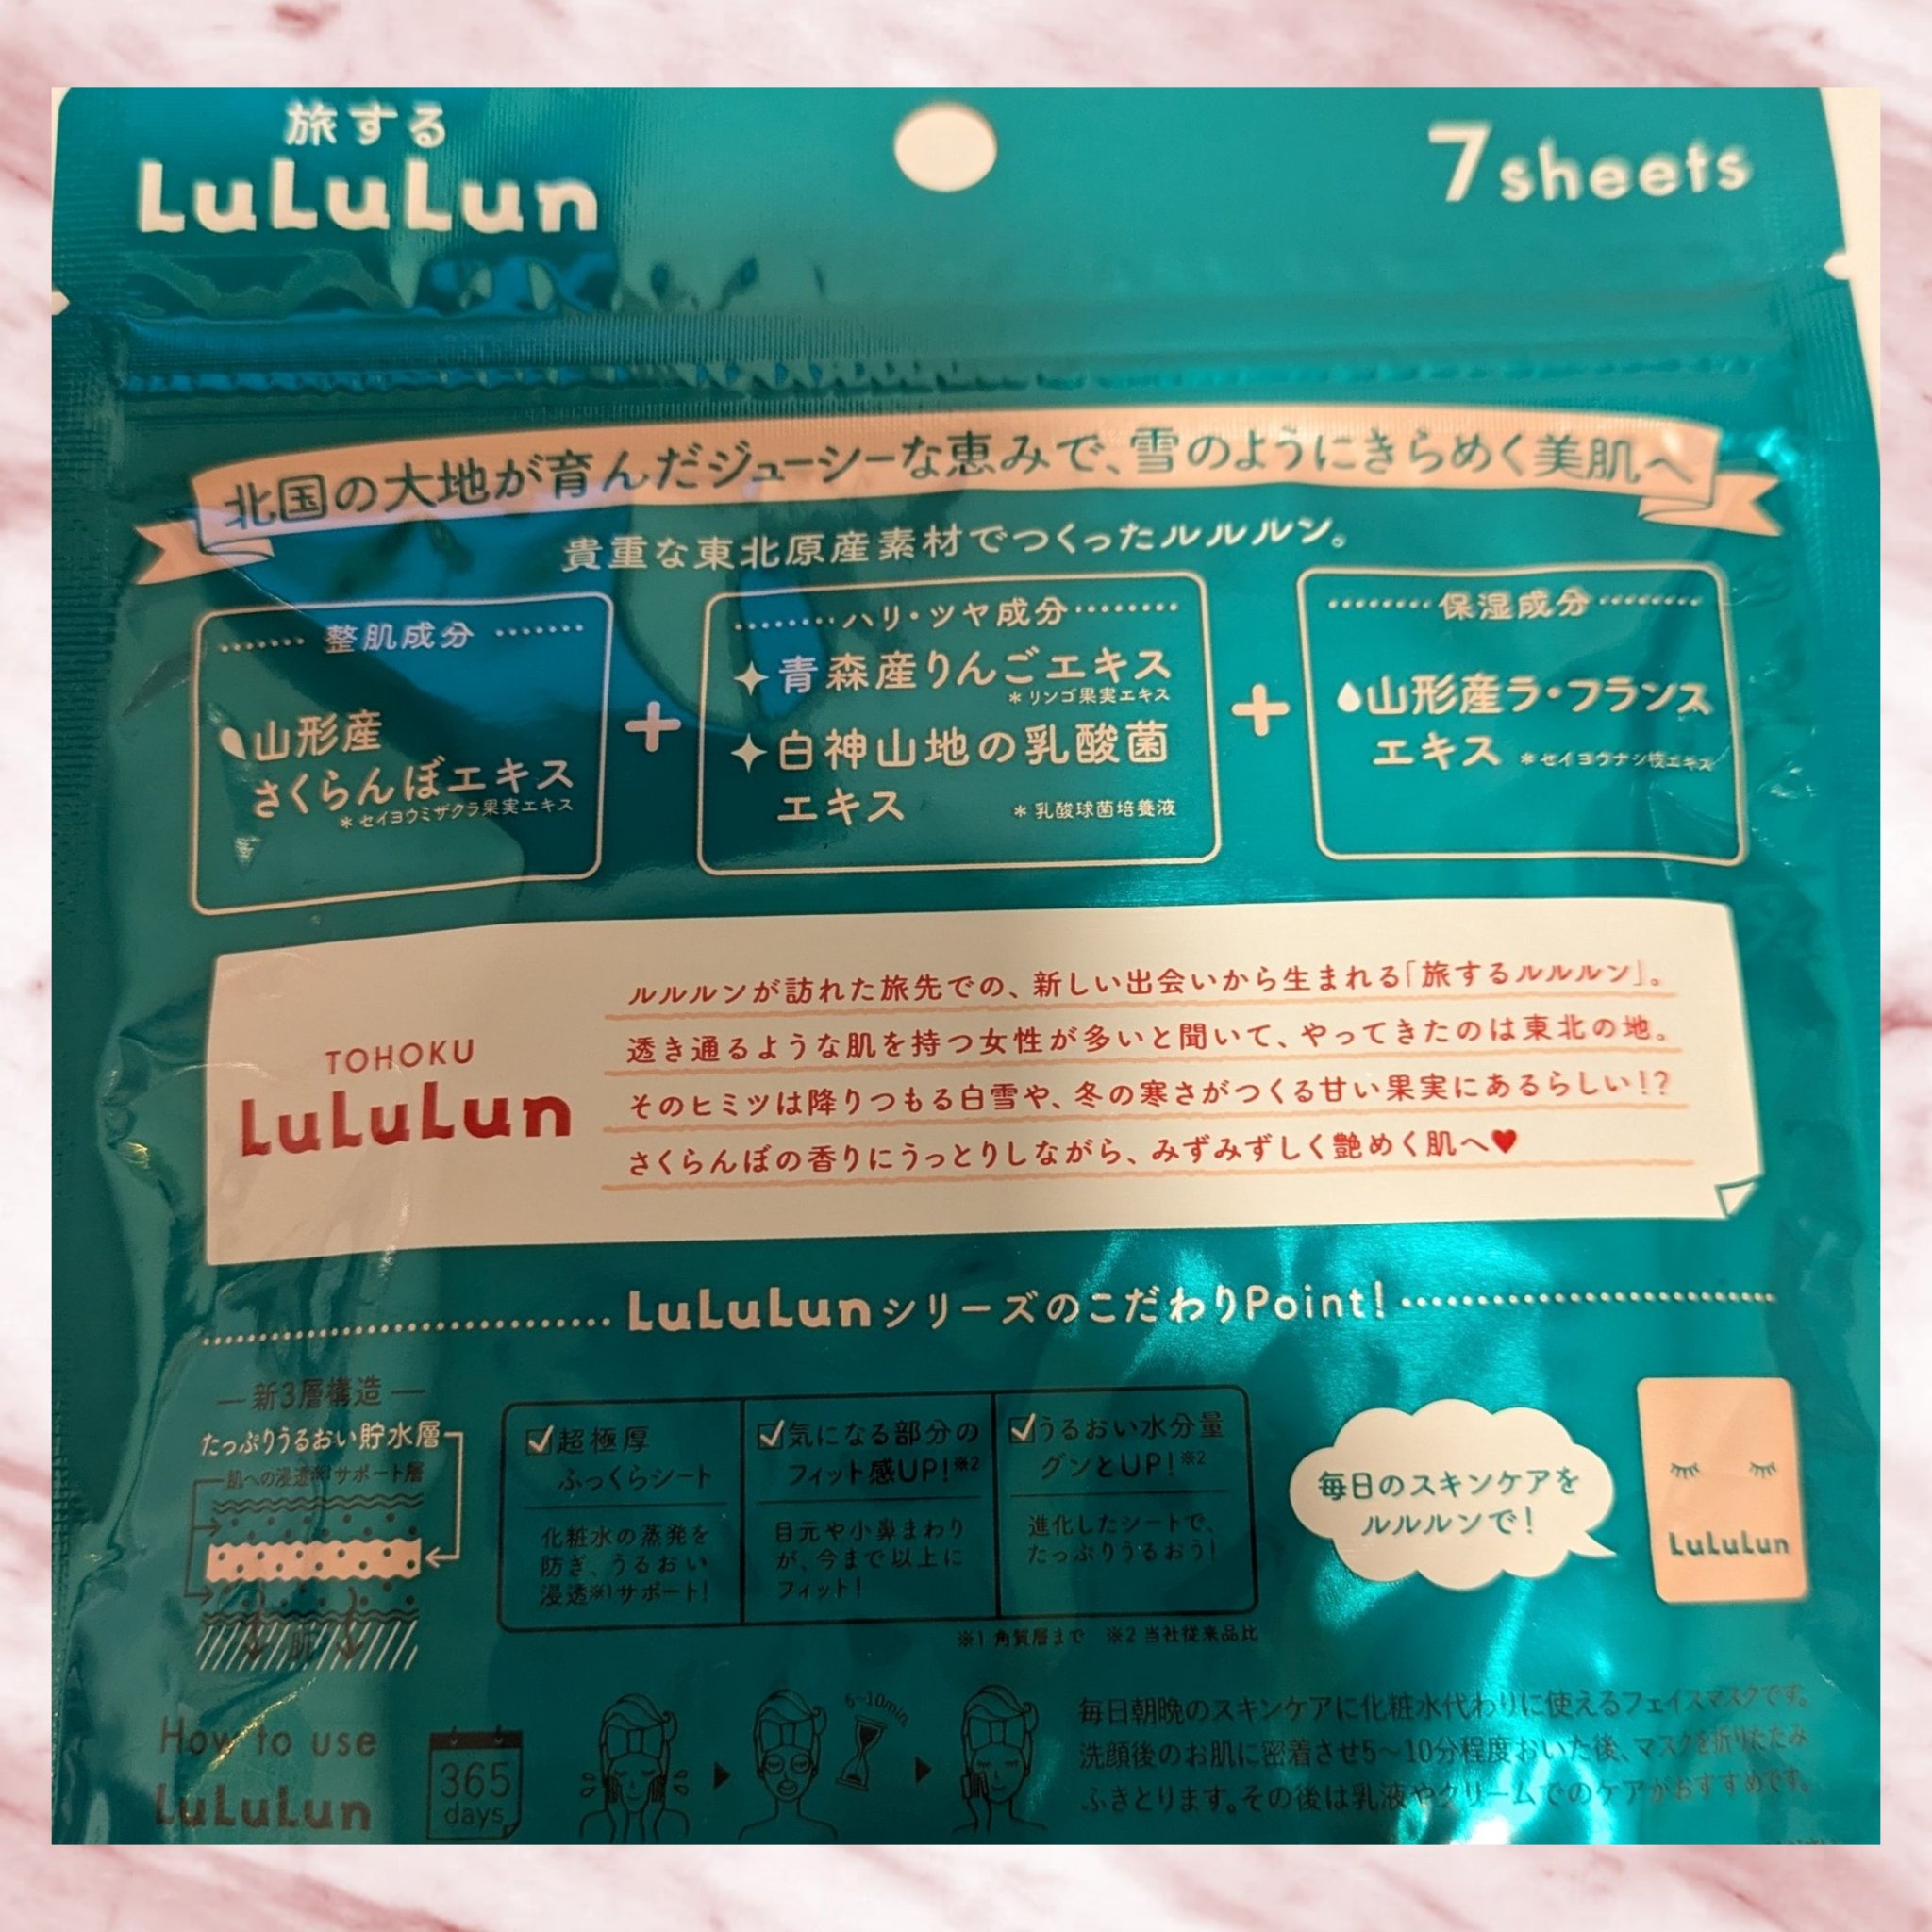 旅する
LuLuLun
7sheets
北国の大地が育んだジューシーな恵みで、雪のようにきらめく美肌へ
貴重な東北原産素材でつくったルルルン。
整肌成分
山形産
さくらんぼエキス
*セイヨウミザクラ果実エキス
+
ハリ・ツヤ成分
青森産りんごエキス
*リンゴ果実エキス
白神山地の乳酸菌
エキス
*乳酸球菌培養液
+
保湿成分
山形産ラ・フランス
エキス *セイヨウナシ枝エキス
TOHOKU
LuLuLun
ルルルンが訪れた旅先での、新しい出会いから生まれる「旅するルルルン」。
透き通るような肌を持つ女性が多いと聞いて、やってきたのは東北の地。
そのヒミツは降りつもる白雪や、冬の寒さがつくる甘い果実にあるらしい!?
さくらんぼの香りにうっとりしながら、みずみずしく艶めく肌へ♥
LuLuLunシリーズのこだわりPoint!
新3層構造
たっぷりうるおい貯水層
肌への浸透※1サポート層
肌
超極厚
ふっくらシート
化粧水の蒸発を
防ぎ、うるおい
浸透※1サポート!
気になる部分の
フィット感UP!※2
目元や小鼻まわり
が、今まで以上に
フィット!
うるおい水分量
グンとUP!※2
進化したシートで、
たっぷりうるおう!
※1 角質層まで ※2 当社従来品比
毎日のスキンケアを
ルルルンで!
LuLuLun
How to use
LuLuLun
365
days
5~10min
毎日朝晩のスキンケアに化粧水代わりに使えるフェイスマスクです。
洗顔後のお肌に密着させ5~10分程度おいた後、マスクを折りたたみ
ふきとります。その後は乳液やクリームでのケアがおすすめです。